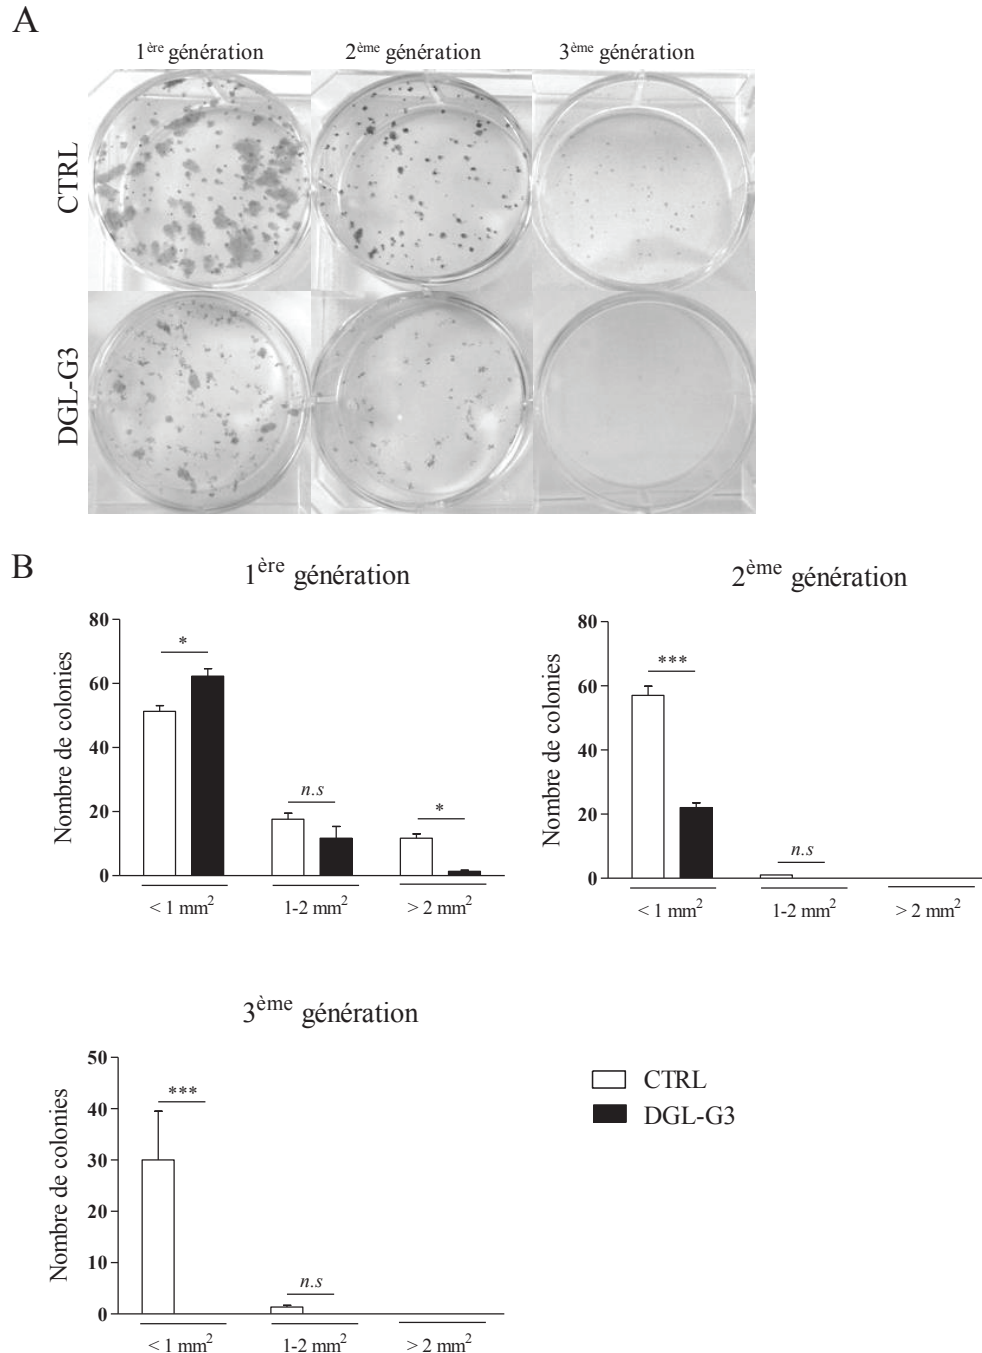 A
1ère génération 2ème génération 3ème génération
CTRL
DGL-G3
B
1ère génération
Nombre de colonies
80
60
40
20
0
*
n.s
*
< 1 mm2 1-2 mm2 > 2 mm2
2ème génération
Nombre de colonies
80
60
40
20
0
***
n.s
< 1 mm2 1-2 mm2 > 2 mm2
3ème génération
Nombre de colonies
50
40
30
20
10
0
***
n.s
< 1 mm2 1-2 mm2 > 2 mm2
CTRL
DGL-G3